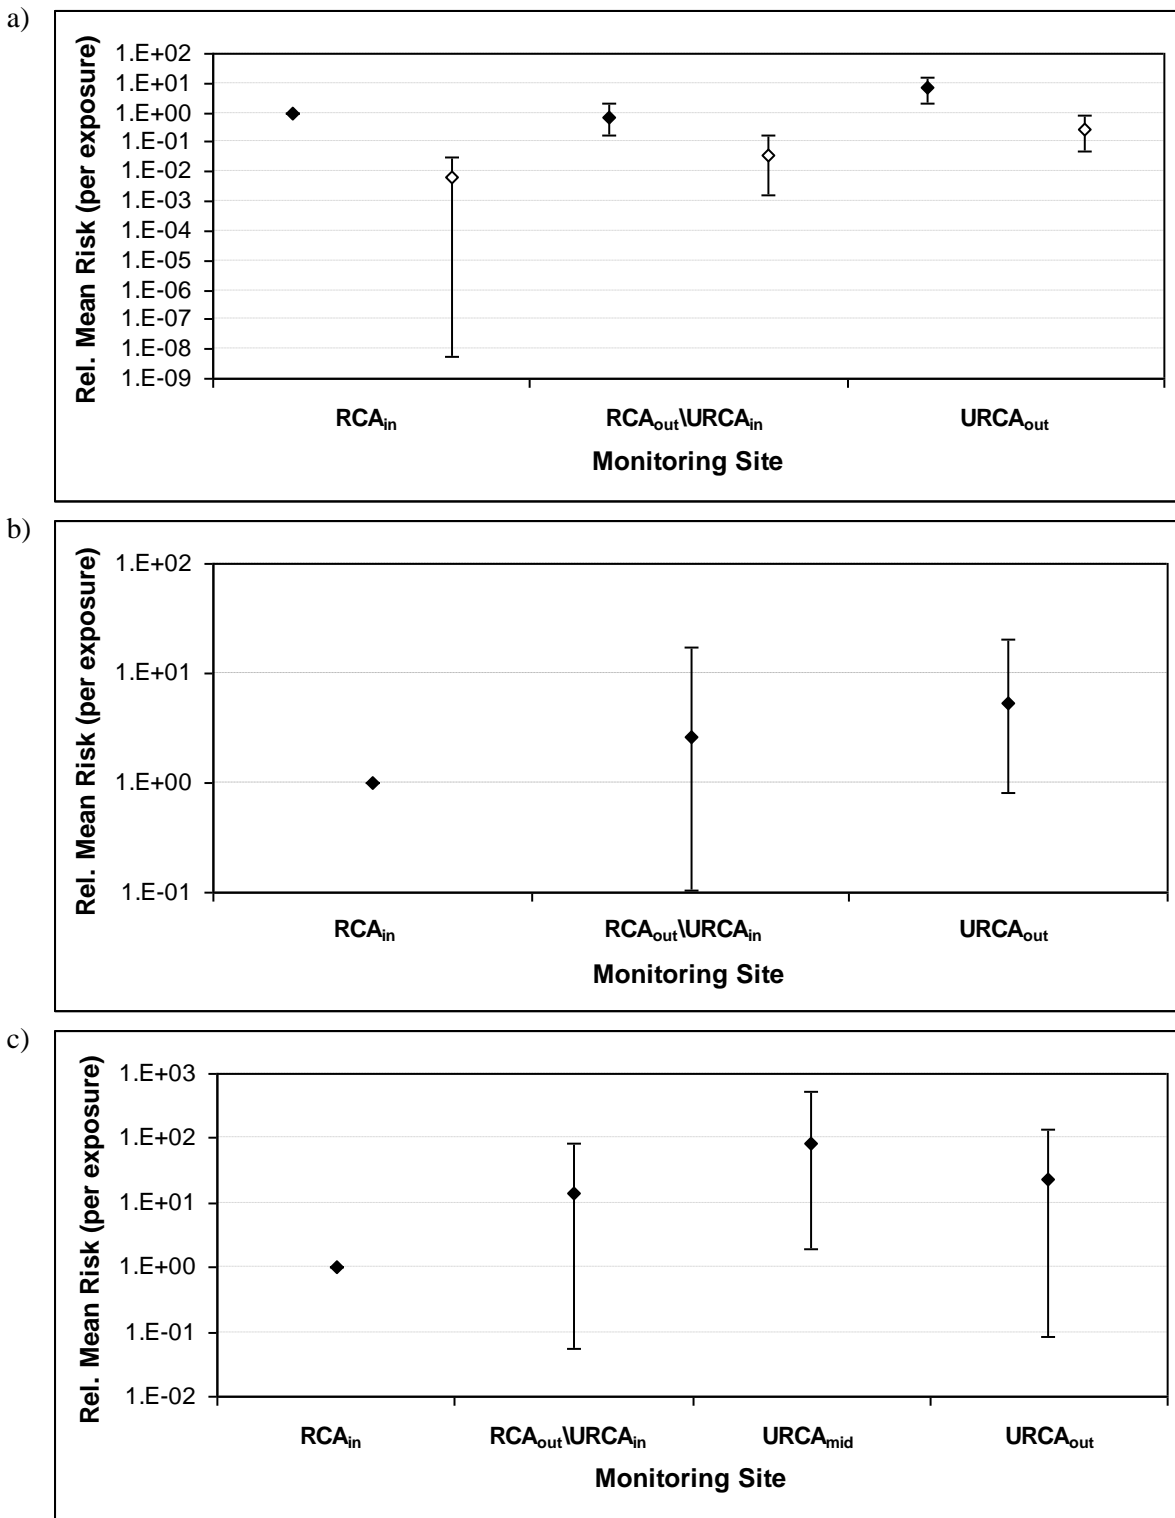 a)
Rel. Mean Risk (per exposure)
1.E+02
1.E+01
1.E+00
1.E-01
1.E-02
1.E-03
1.E-04
1.E-05
1.E-06
1.E-07
1.E-08
1.E-09
RCAin RCAout\URCAin URCAout
Monitoring Site
b)
Rel. Mean Risk (per exposure)
1.E+02
1.E+01
1.E+00
1.E-01
RCAin RCAout\URCAin URCAout
Monitoring Site
c)
Rel. Mean Risk (per exposure)
1.E+03
1.E+02
1.E+01
1.E+00
1.E-01
1.E-02
RCAin RCAout\URCAin URCAmid URCAout
Monitoring Site